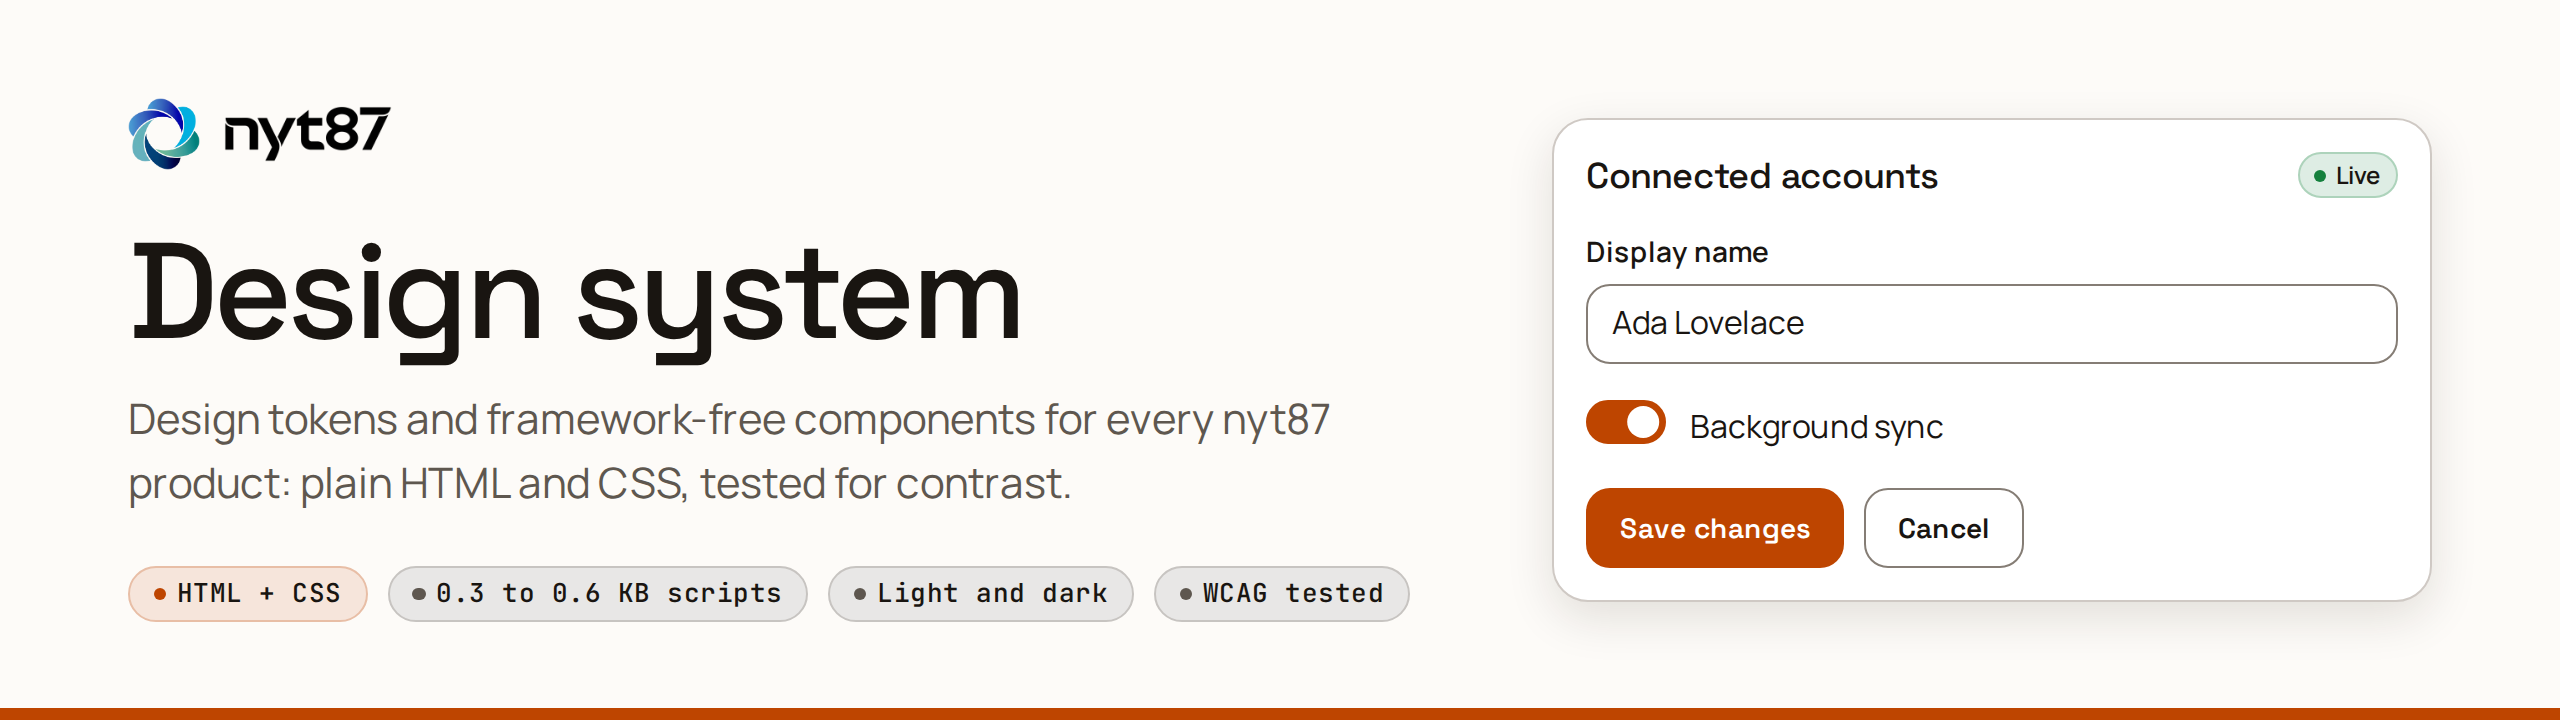 nyt87
Design system
Design tokens and framework-free components for every nyt87
product: plain HTML and CSS, tested for contrast.
HTML + CSS
0.3 to 0.6 KB scripts
Light and dark
WCAG tested
Connected accounts
Live
Display name
Ada Lovelace
Background sync
Save changes
Cancel